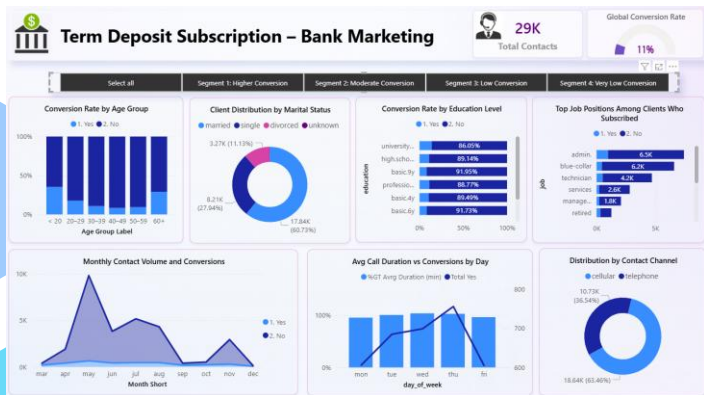 Term Deposit Subscription – Bank Marketing
29K
Total Contacts
Global Conversion Rate
11%
Select all
Segment 1: Higher Conversion
Segment 2: Moderate Conversion
Segment 3: Low Conversion
Segment 4: Very Low Conversion
Conversion Rate by Age Group
1. Yes 2. No
100%
50%
0%
< 20 20–29 30–39 40–49 50–59 60+
Age Group Label
Client Distribution by Marital Status
married single divorced unknown
3.27K (11.13%)
8.21K
(27.94%)
17.84K
(60.73%)
Conversion Rate by Education Level
1. Yes 2. No
education
university... 86.05%
high.scho... 89.14%
basic.9y 91.95%
professio... 88.77%
basic.4y 89.49%
basic.6y 91.73%
0% 50% 100%
Top Job Positions Among Clients Who
Subscribed
1. Yes 2. No
job
admin. 6.5K
blue-collar 6.2K
technician 4.2K
services 2.6K
manage... 1.8K
retired
0K 5K
Monthly Contact Volume and Conversions
10K
5K
0K
mar apr may jun jul aug sep oct nov dec
Month Short
1. Yes
2. No
Avg Call Duration vs Conversions by Day
%GT Avrg Duration (min) Total Yes
100%
0%
800
700
600
mon tue wed thu fri
day_of_week
Distribution by Contact Channel
cellular telephone
10.73K
(36.54%)
18.64K (63.46%)